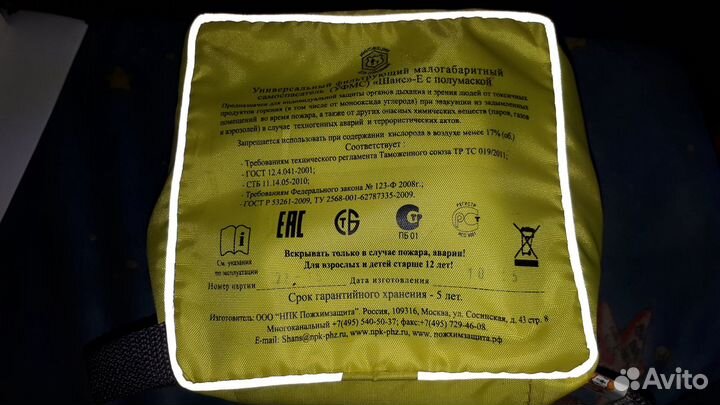 Универсальный фильтрующий малогабаритный
самоспасатель (УФМС) «Шанс»-Е с полумаской
Предназначен для индивидуальной защиты органов дыхания и зрения людей от токсичных
продуктов горения (в том числе от монооксида углерода) при эвакуации из задымленных
помещений во время пожара, а также от других опасных химических веществ (паров, газов
и аэрозолей) в случае техногенных аварий и террористических актов.
Запрещается использовать при содержании кислорода в воздухе менее 17% (об.)
Соответствует:
- Требованиям технического регламента Таможенного союза ТР ТС 019/2011;
- ГОСТ 12.4.041-2001;
- СТБ 11.14.05-2010;
- Требованиям Федерального закона № 123-Ф 2008г.;
- ГОСТ Р 53261-2009, ТУ 2568-001-62787335-2009.
EAC СТБ ПБ 01 РЕГИСТР ИСО 9001
См. указания
по эксплуатации
Вскрывать только в случае пожара, аварии!
Для взрослых и детей старше 12 лет!
Номер партии 22 Дата изготовления 10 5
Срок гарантийного хранения - 5 лет.
Изготовитель: ООО "НПК Пожхимзащита". Россия, 109316, Москва, ул. Сосинская, д. 43 стр. 8
Многоканальный +7(495) 540-50-37; факс:+7(495) 729-46-08.
E-mail: Shans@npk-phz.ru, www.npk-phz.ru, www.пожхимзащита.рф.
Avito